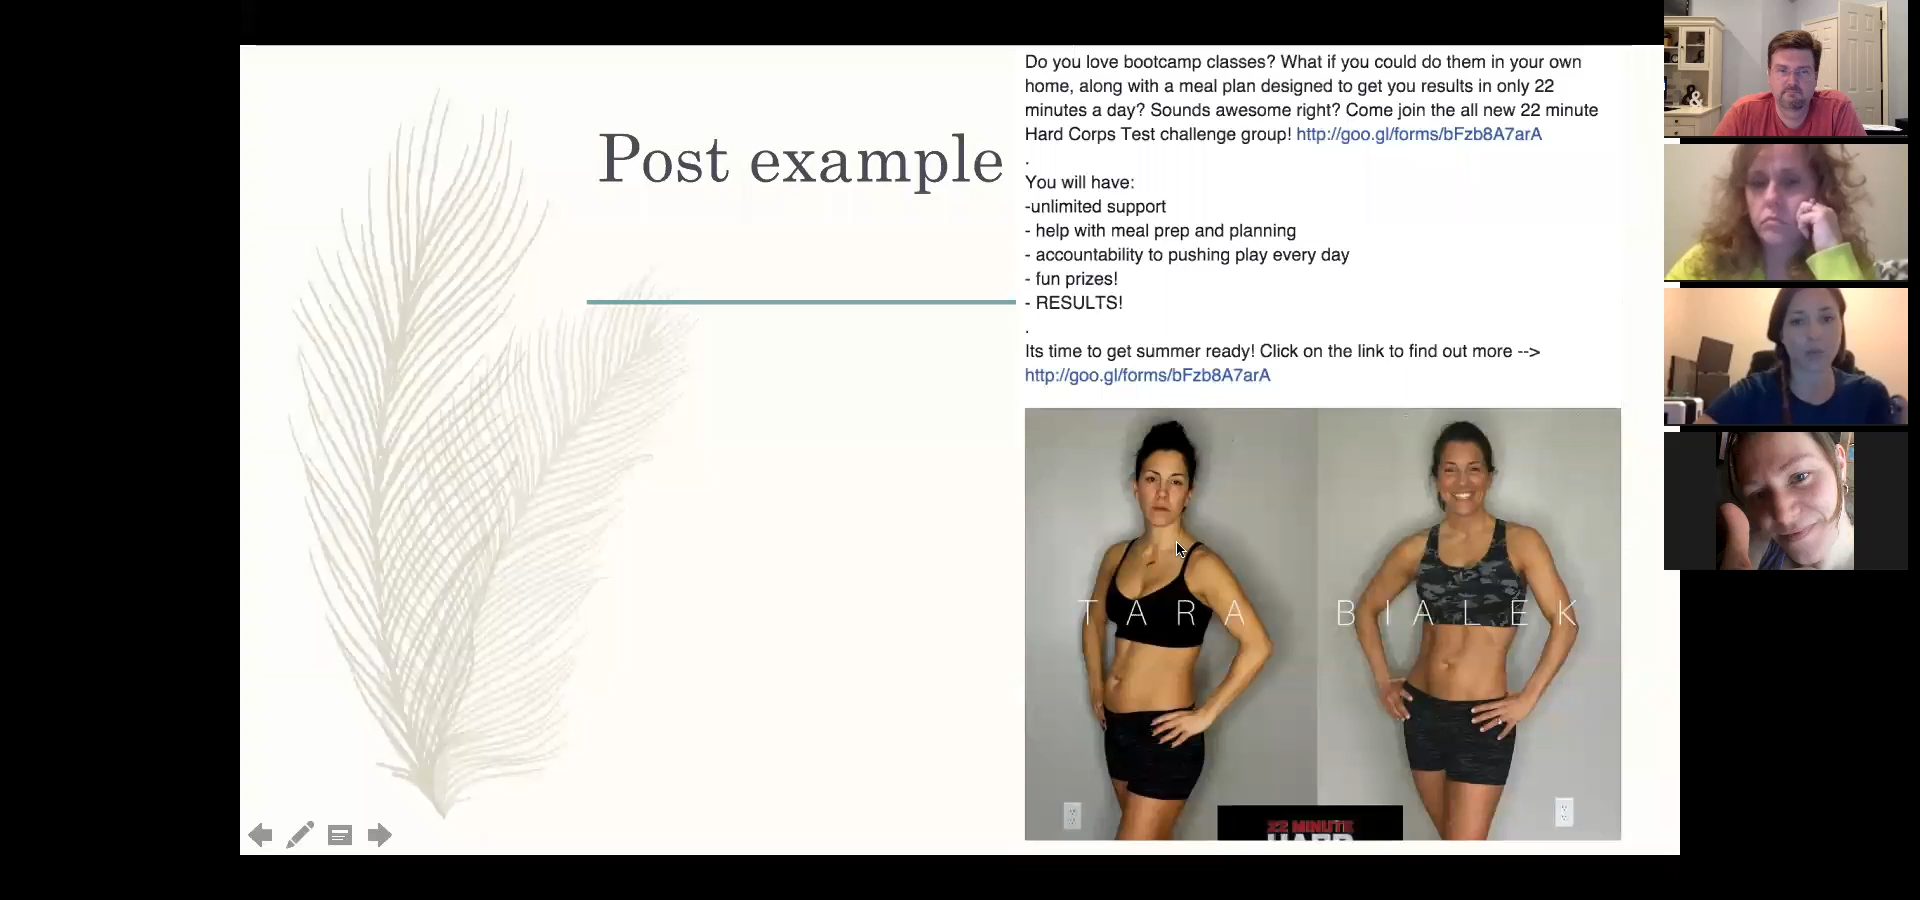 Post example
Do you love bootcamp classes? What if you could do them in your own
home, along with a meal plan designed to get you results in only 22
minutes a day? Sounds awesome right? Come join the all new 22 minute
Hard Corps Test challenge group! http://goo.gl/forms/bFzb8A7arA
.
You will have:
-unlimited support
- help with meal prep and planning
- accountability to pushing play every day
- fun prizes!
- RESULTS!
.
Its time to get summer ready! Click on the link to find out more -->
http://goo.gl/forms/bFzb8A7arA
TARA BIALEK
22 MINUTE
HARD
&